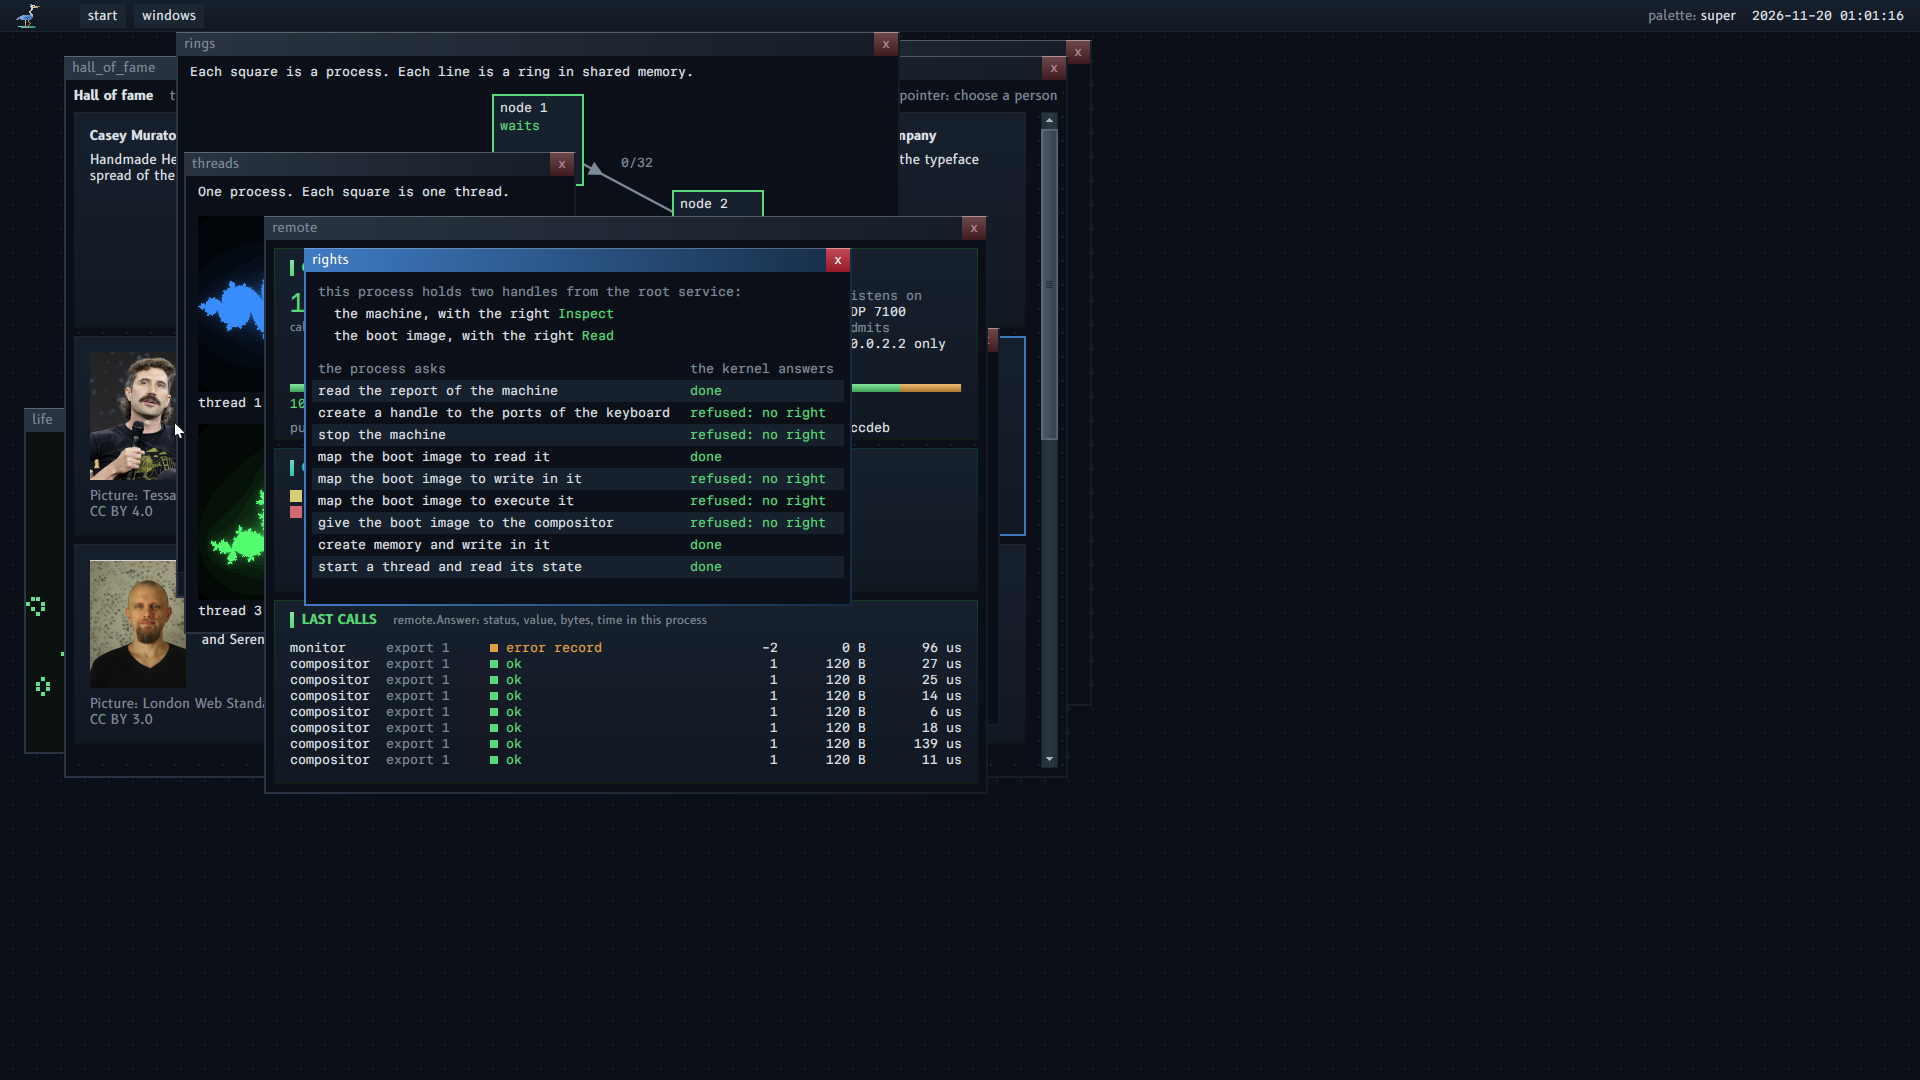 start
windows
palette: super
2026-11-20 01:01:16
rings
x
x
hall_of_fame
x
Each square is a process. Each line is a ring in shared memory.
Hall of fame
pointer: choose a person
node 1
waits
Casey Murato
Handmade He
spread of the
mpany
the typeface
threads
x
0/32
One process. Each square is one thread.
node 2
remote
x
rights
x
this process holds two handles from the root service:
the machine, with the right Inspect
the boot image, with the right Read
istens on
DP 7100
dmits
0.0.2.2 only
the process asks
the kernel answers
read the report of the machine
done
create a handle to the ports of the keyboard
refused: no right
stop the machine
refused: no right
map the boot image to read it
done
map the boot image to write in it
refused: no right
map the boot image to execute it
refused: no right
give the boot image to the compositor
refused: no right
create memory and write in it
done
start a thread and read its state
done
1
cal
10
pu
ccdeb
thread 1
life
Picture: Tessa
CC BY 4.0
thread 3
and Seren
Picture: London Web Standa
CC BY 3.0
LAST CALLS
remote.Answer: status, value, bytes, time in this process
monitor export 1 error record -2 0 B 96 us
compositor export 1 ok 1 120 B 27 us
compositor export 1 ok 1 120 B 25 us
compositor export 1 ok 1 120 B 14 us
compositor export 1 ok 1 120 B 6 us
compositor export 1 ok 1 120 B 18 us
compositor export 1 ok 1 120 B 139 us
compositor export 1 ok 1 120 B 11 us